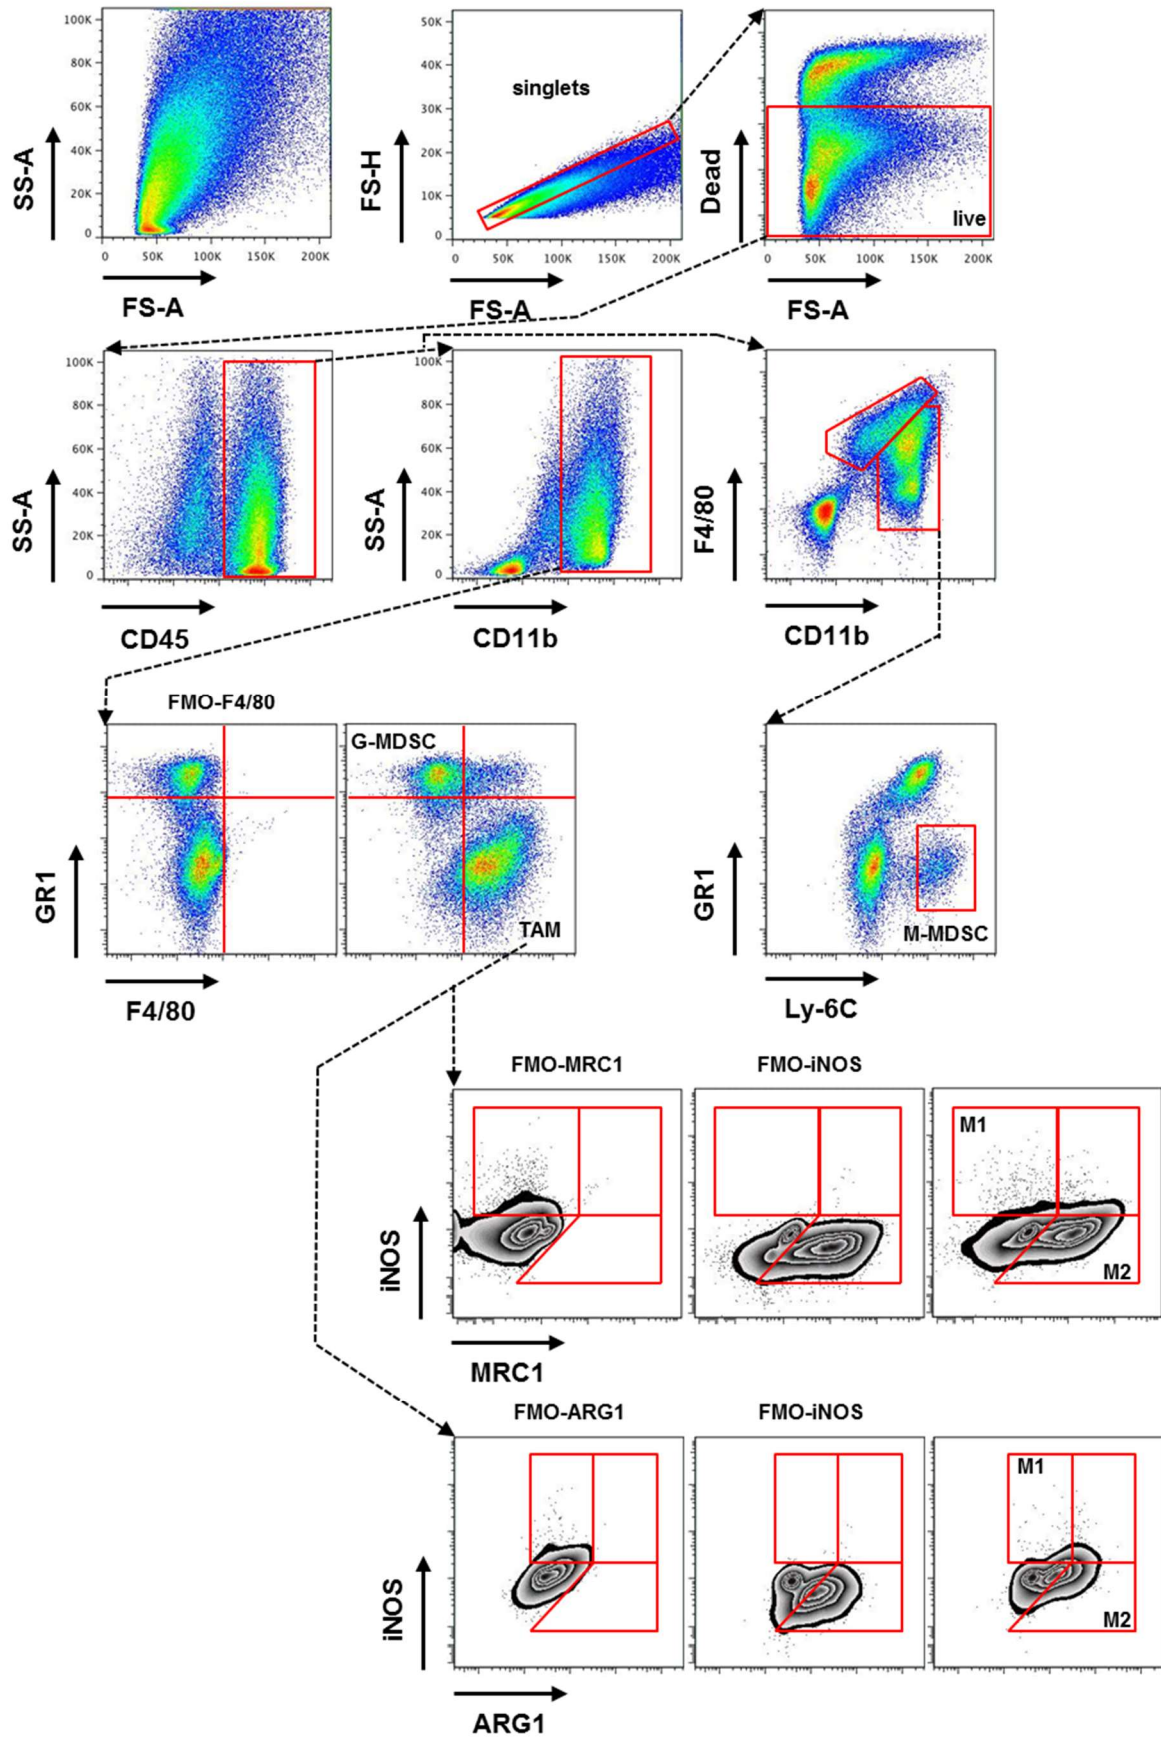 100K
80K
60K
40K
20K
0
50K
100K
150K
200K
SS-A
FS-A
50K
40K
30K
20K
10K
0
50K
100K
150K
200K
singlets
FS-H
FS-A
50K
100K
150K
200K
live
Dead
FS-A
100K
80K
60K
40K
20K
0
SS-A
CD45
100K
80K
60K
40K
20K
0
SS-A
CD11b
F4/80
CD11b
FMO-F4/80
G-MDSC
TAM
GR1
F4/80
M-MDSC
GR1
Ly-6C
FMO-MRC1
FMO-iNOS
M1
M2
iNOS
MRC1
FMO-ARG1
FMO-iNOS
M1
M2
iNOS
ARG1